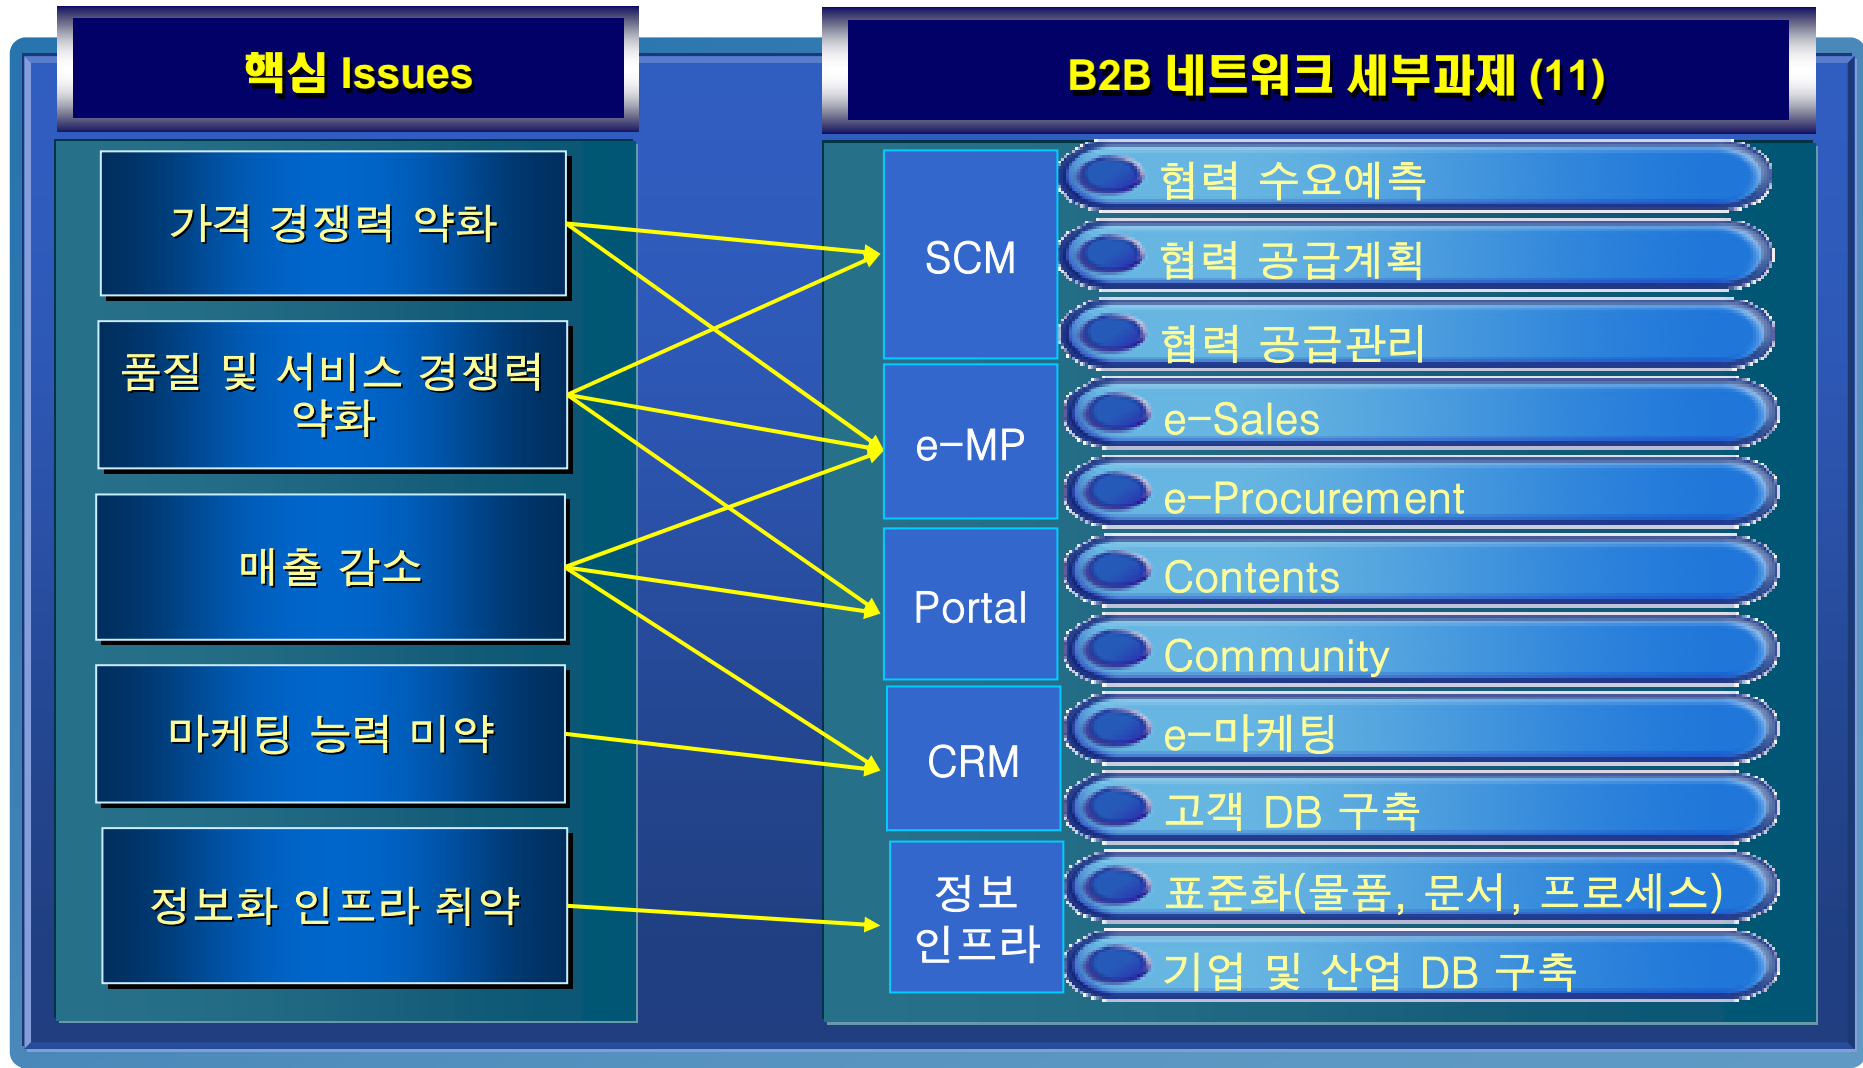 핵심 Issues
B2B 네트워크 세부과제 (11)
가격 경쟁력 약화
품질 및 서비스 경쟁력
약화
매출 감소
마케팅 능력 미약
정보화 인프라 취약
SCM
협력 수요예측
협력 공급계획
협력 공급관리
e-MP
e-Sales
e-Procurement
Portal
Contents
Community
CRM
e-마케팅
고객 DB 구축
정보
인프라
표준화(물품, 문서, 프로세스)
기업 및 산업 DB 구축